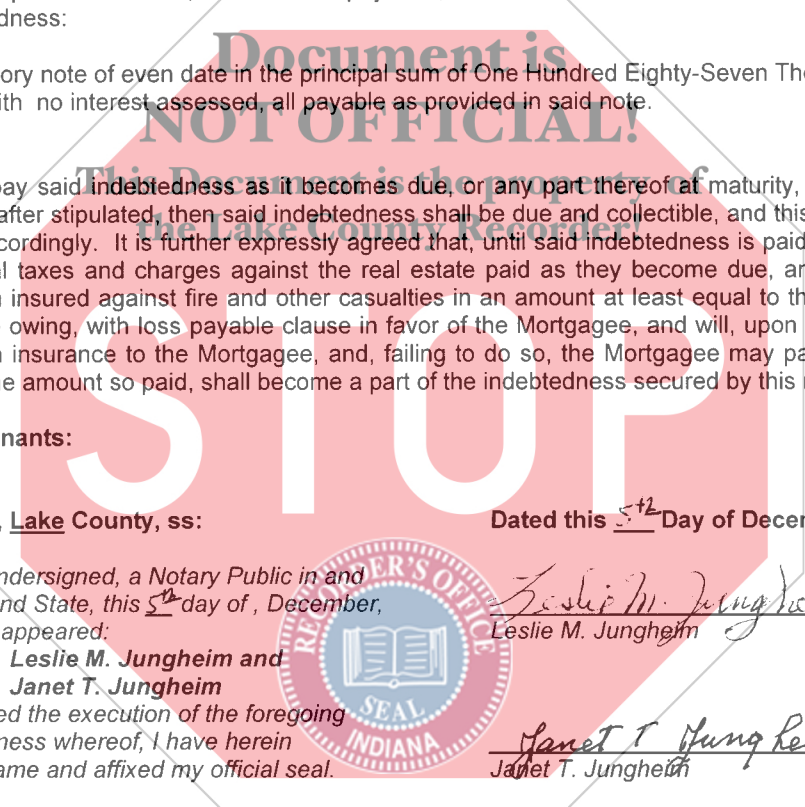 dness:
Document is
ory note of even date in the principal sum of One Hundred Eighty-Seven Tho
ith no interest assessed, all payable as provided in said note.
NOT OFFICIAL!
This Document is the property of
ay said indebtedness as it becomes due, or any part thereof at maturity,
after stipulated, then said indebtedness shall be due and collectible, and this
the Lake County Recorder!
cordingly. It is further expressly agreed that, until said indebtedness is paid
l taxes and charges against the real estate paid as they become due, an
insured against fire and other casualties in an amount at least equal to th
owing, with loss payable clause in favor of the Mortgagee, and will, upon
insurance to the Mortgagee, and, failing to do so, the Mortgagee may pa
e amount so paid, shall become a part of the indebtedness secured by this
STOP
nants:
, Lake County, ss:
Dated this 5th Day of Decem
ndersigned, a Notary Public in and
nd State, this 5th day of , December,
appeared:
Leslie M. Jungheim and
Janet T. Jungheim
ed the execution of the foregoing
ness whereof, I have herein
ame and affixed my official seal.
Leslie M. Junghe
Leslie M. Jungheim
Janet T Junghe
Janet T. Jungheim
RECORDER'S OFFICE
SEAL
INDIANA